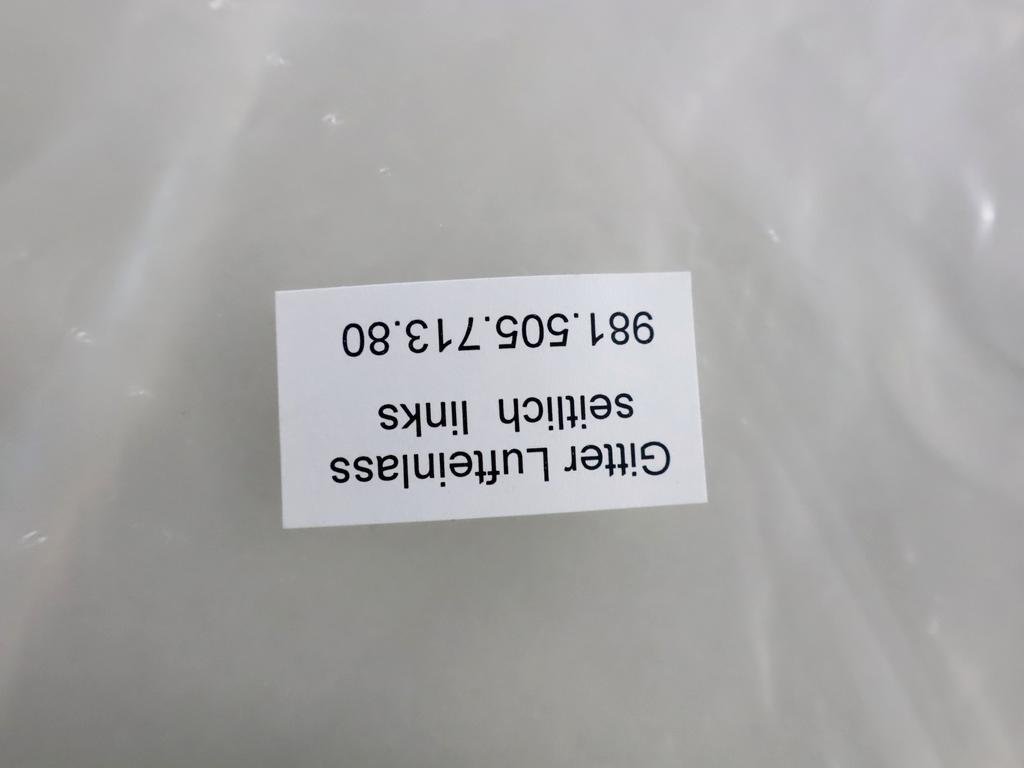 Gitter Lufteinlass
seitlich links
981.505.713.80